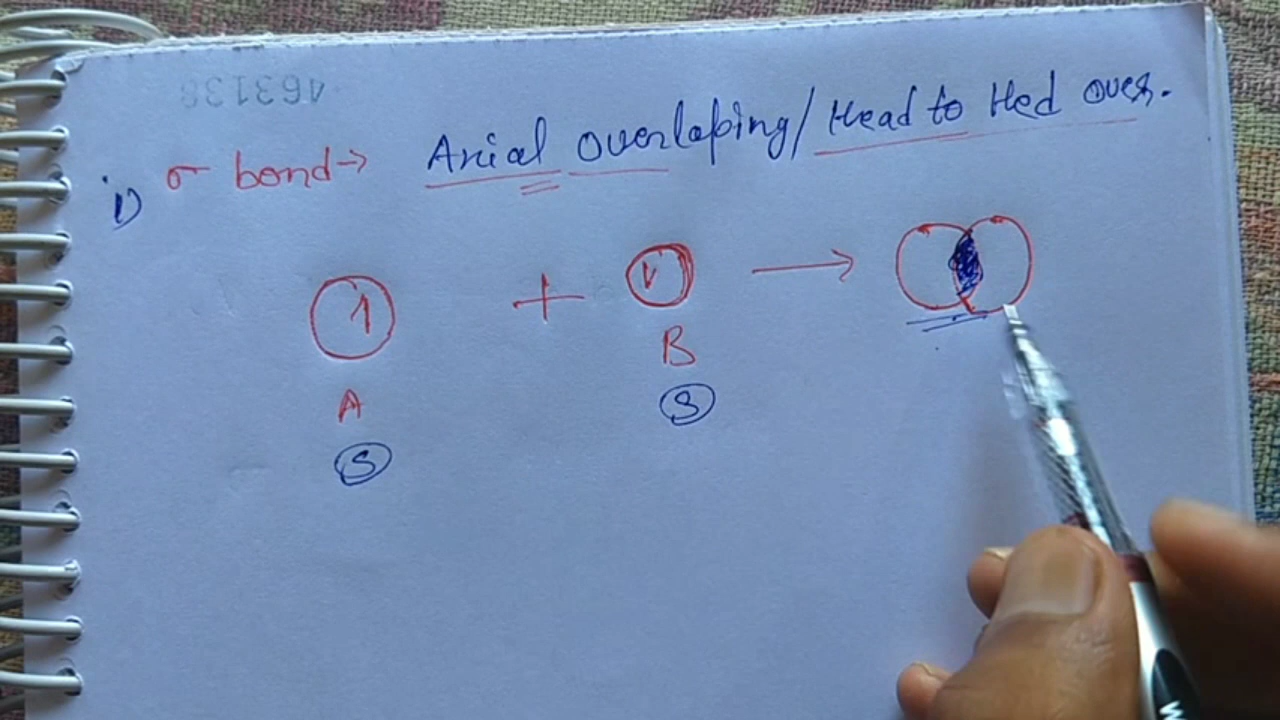 463138
i) σ bond → Axial overlaping / Head to Hed over.
1 + 1 →
A B
S S